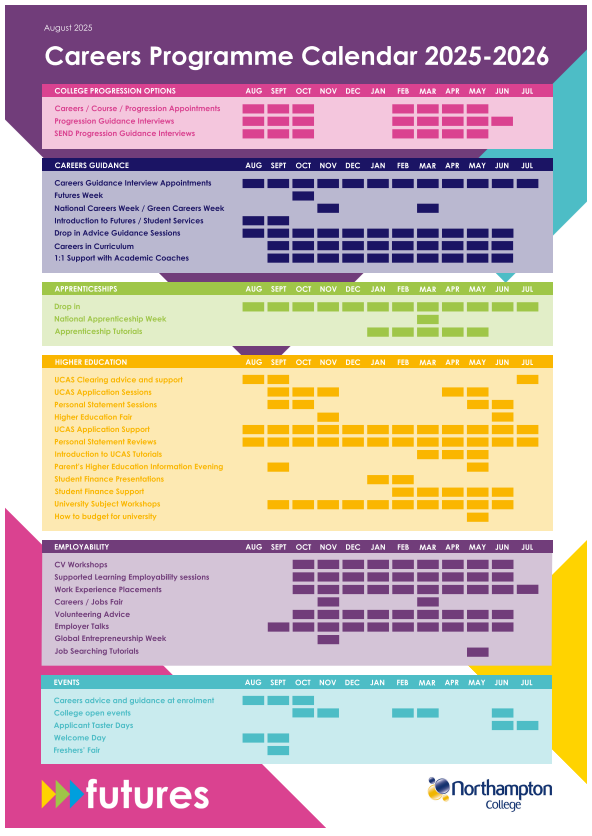 August 2025
Careers Programme Calendar 2025-2026
COLLEGE PROGRESSION OPTIONS AUG SEPT OCT NOV DEC JAN FEB MAR APR MAY JUN JUL
Careers / Course / Progression Appointments
Progression Guidance Interviews
SEND Progression Guidance Interviews
CAREERS GUIDANCE AUG SEPT OCT NOV DEC JAN FEB MAR APR MAY JUN JUL
Careers Guidance Interview Appointments
Futures Week
National Careers Week / Green Careers Week
Introduction to Futures / Student Services
Drop in Advice Guidance Sessions
Careers in Curriculum
1:1 Support with Academic Coaches
APPRENTICESHIPS AUG SEPT OCT NOV DEC JAN FEB MAR APR MAY JUN JUL
Drop in
National Apprenticeship Week
Apprenticeship Tutorials
HIGHER EDUCATION AUG SEPT OCT NOV DEC JAN FEB MAR APR MAY JUN JUL
UCAS Clearing advice and support
UCAS Application Sessions
Personal Statement Sessions
Higher Education Fair
UCAS Application Support
Personal Statement Reviews
Introduction to UCAS Tutorials
Parent's Higher Education Information Evening
Student Finance Presentations
Student Finance Support
University Subject Workshops
How to budget for university
EMPLOYABILITY AUG SEPT OCT NOV DEC JAN FEB MAR APR MAY JUN JUL
CV Workshops
Supported Learning Employability sessions
Work Experience Placements
Careers / Jobs Fair
Volunteering Advice
Employer Talks
Global Entrepreneurship Week
Job Searching Tutorials
EVENTS AUG SEPT OCT NOV DEC JAN FEB MAR APR MAY JUN JUL
Careers advice and guidance at enrolment
College open events
Applicant Taster Days
Welcome Day
Freshers' Fair
futures
Northampton
College